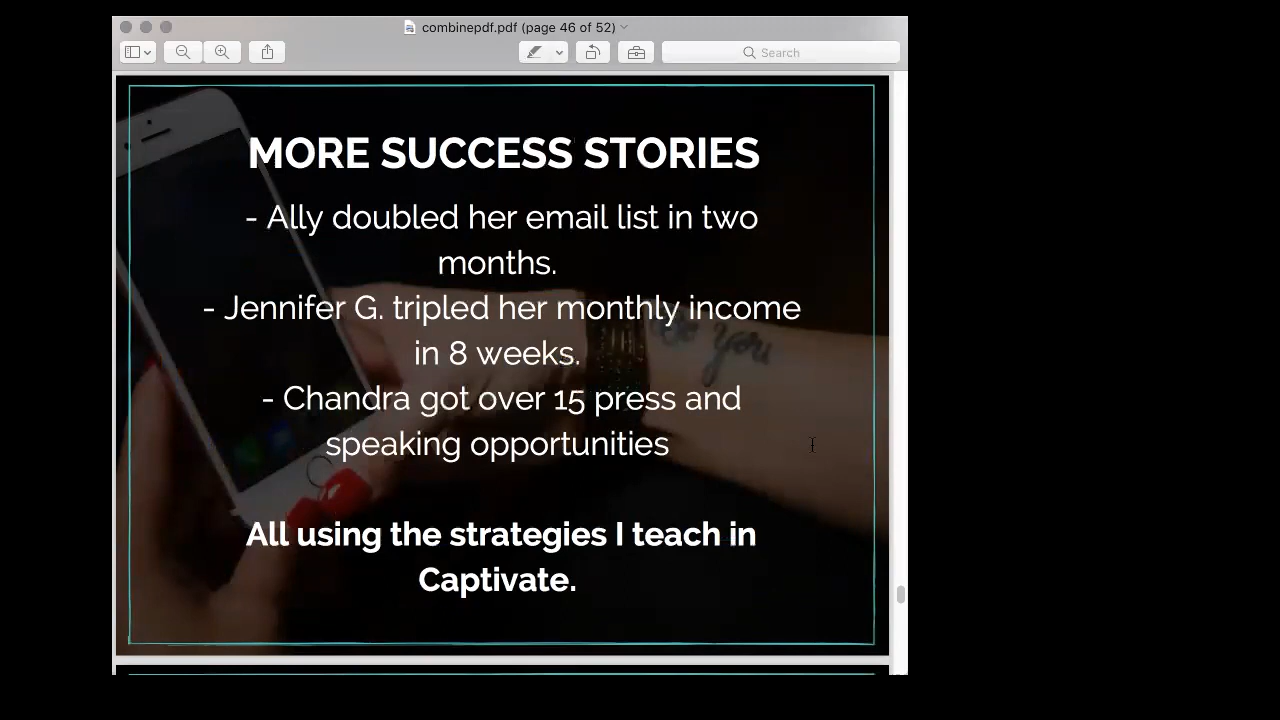 combinepdf.pdf (page 46 of 52)
Search
MORE SUCCESS STORIES
- Ally doubled her email list in two
months.
- Jennifer G. tripled her monthly income
in 8 weeks.
- Chandra got over 15 press and
speaking opportunities
All using the strategies I teach in
Captivate.
you